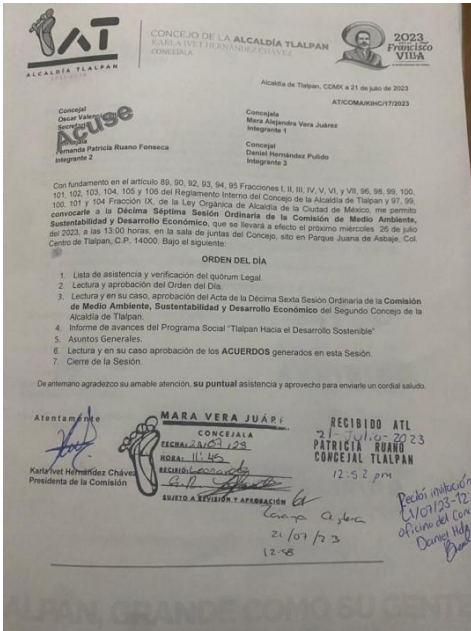 AT
ALCALDÍA TLALPAN
CONCEJO DE LA ALCALDÍA TLALPAN
KARLA IVET HERNÁNDEZ CHÁVEZ
CONCEJALA
2023
Francisco
VILLA
Alcaldía de Tlalpan, CDMX a 21 de julio de 2023
AT/COMA/KIHC/17/2023
Concejal
Oscar
Acuse
Fernanda Patricia Ruano Fonseca
Integrante 2
Concejala
Mara Alejandra Vera Juárez
Integrante 1
Concejal
Daniel Hernández Pulido
Integrante 3
Con fundamento en el artículo 89, 90, 92, 93, 94, 95 Fracciones I, II, III, IV, V, VI, y VII, 96, 98, 99, 100,
101, 102, 103, 104, 105 y 106 del Reglamento Interno del Concejo de la Alcaldía de Tlalpan y 97, 99,
100, 101 y 104 Fracción IX, de la Ley Orgánica de Alcaldía de la Ciudad de México, me permito
convocarle a la Décima Séptima Sesión Ordinaria de la Comisión de Medio Ambiente,
Sustentabilidad y Desarrollo Económico, que se llevará a efecto el próximo miércoles 26 de julio
del 2023, a las 13:00 horas, en la sala de juntas del Concejo, sito en Parque Juana de Asbaje, Col.
Centro de Tlalpan, C.P. 14000. Bajo el siguiente:
ORDEN DEL DÍA
1. Lista de asistencia y verificación del quórum Legal.
2. Lectura y aprobación del Orden del Día.
3. Lectura y en su caso, aprobación del Acta de la Décima Sexta Sesión Ordinaria de la Comisión
de Medio Ambiente, Sustentabilidad y Desarrollo Económico del Segundo Concejo de la
Alcaldía de Tlalpan.
4. Informe de avances del Programa Social "Tlalpan Hacia el Desarrollo Sostenible"
5. Asuntos Generales.
6. Lectura y en su caso aprobación de los ACUERDOS generados en esta Sesión.
7. Cierre de la Sesión.
De antemano agradezco su amable atención, su puntual asistencia y aprovecho para enviarle un cordial saludo.
Atentamente
Karla Ivet Hernández Chávez
Presidenta de la Comisión
MARA VERA JUÁRE
CONCEJALA
FECHA: 21/07/23
HORA: 11:45
RECIBIÓ: Leonardo
SUJETO A REVISIÓN Y APROBACIÓN
21/07/23
12:58
RECIBIDO ATL
21-Julio-2023
PATRICIA RUANO
CONCEJAL TLALPAN
12:52 pm
Recibí invitación
21/07/23-12
oficina del Conc
Daniel Hdz
ALPAN, GRANDE COMO SU GENTE